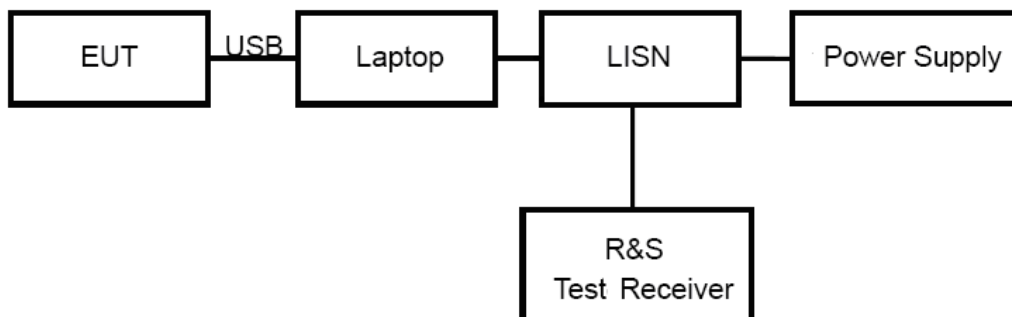 EUT
USB
Laptop
LISN
Power Supply
R&S
Test Receiver